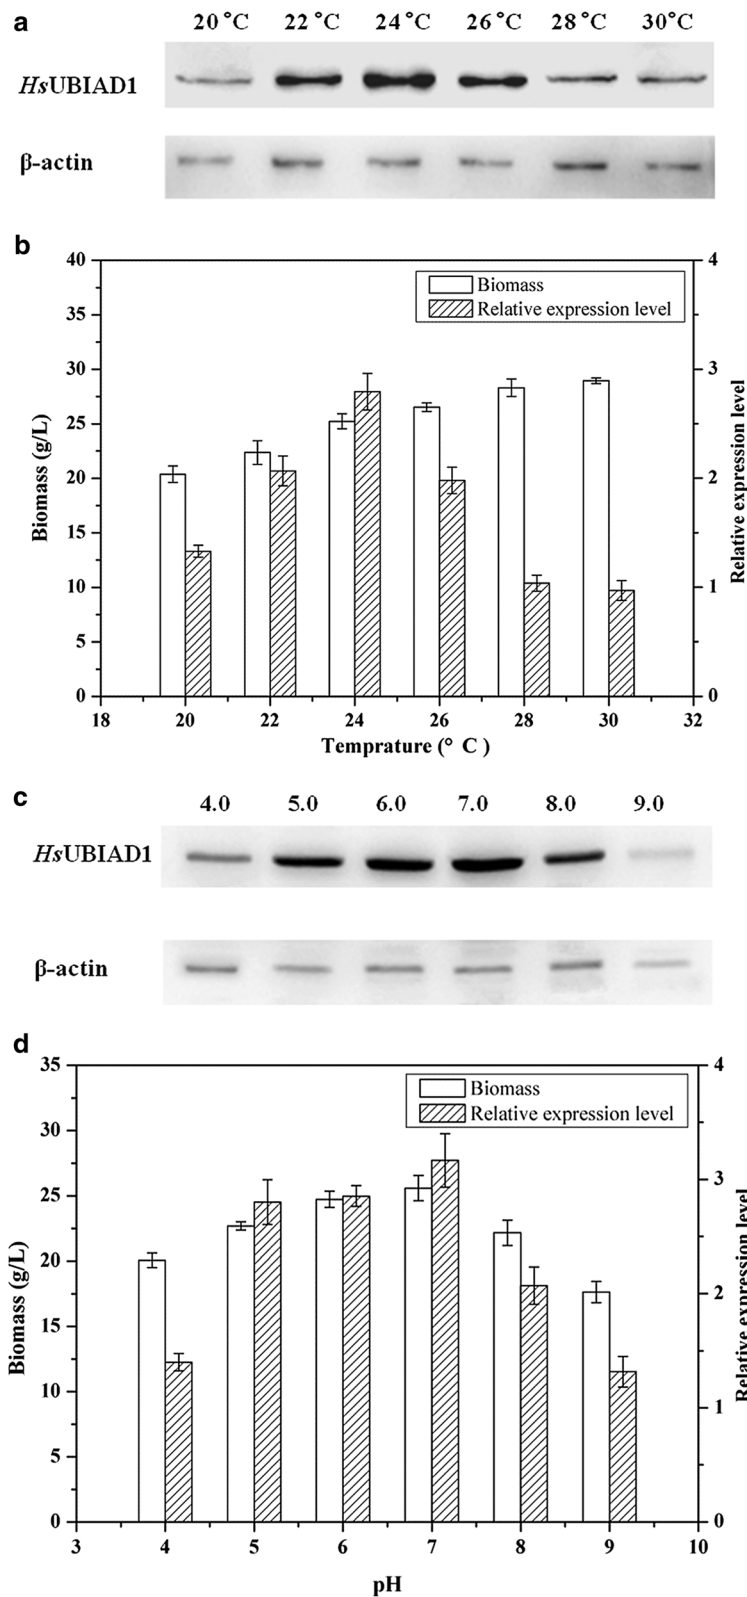 a
20 °C 22 °C 24 °C 26 °C 28 °C 30°C
HsUBIAD1
β-actin
b
40
35
30
25
20
15
10
5
0
Biomass (g/L)
4
3
2
1
0
Relative expression level
Biomass
Relative expression level
18 20 22 24 26 28 30 32
Temprature (° C )
c
4.0 5.0 6.0 7.0 8.0 9.0
HsUBIAD1
β-actin
d
35
30
25
20
15
10
5
0
Biomass (g/L)
4
3
2
1
0
Relative expression level
Biomass
Relative expression level
3 4 5 6 7 8 9 10
pH